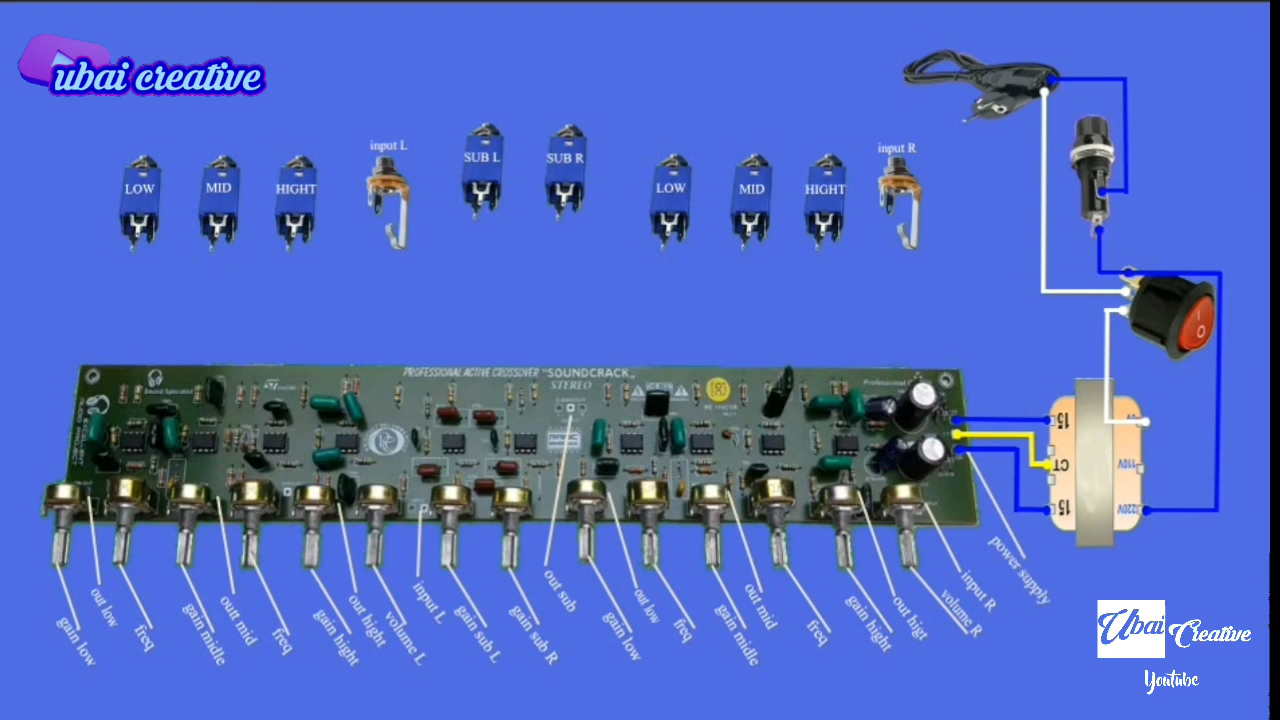 ubai creative
input L
SUB L
SUB R
input R
LOW
MID
HIGHT
LOW
MID
HIGHT
PROFESSIONAL ACTIVE CROSSOVER "SOUNDCRACK"
STEREO
Sound Specialist
Professional
15
CT
15
110V
220V
gain low
out low
freq
gain midle
out mid
freq
gain hight
out hight
volume L
input L
gain sub L
gain sub R
out sub
gain low
out low
freq
gain midle
out mid
freq
gain hight
out higt
volume R
input R
power supply
Ubai Creative
Youtube